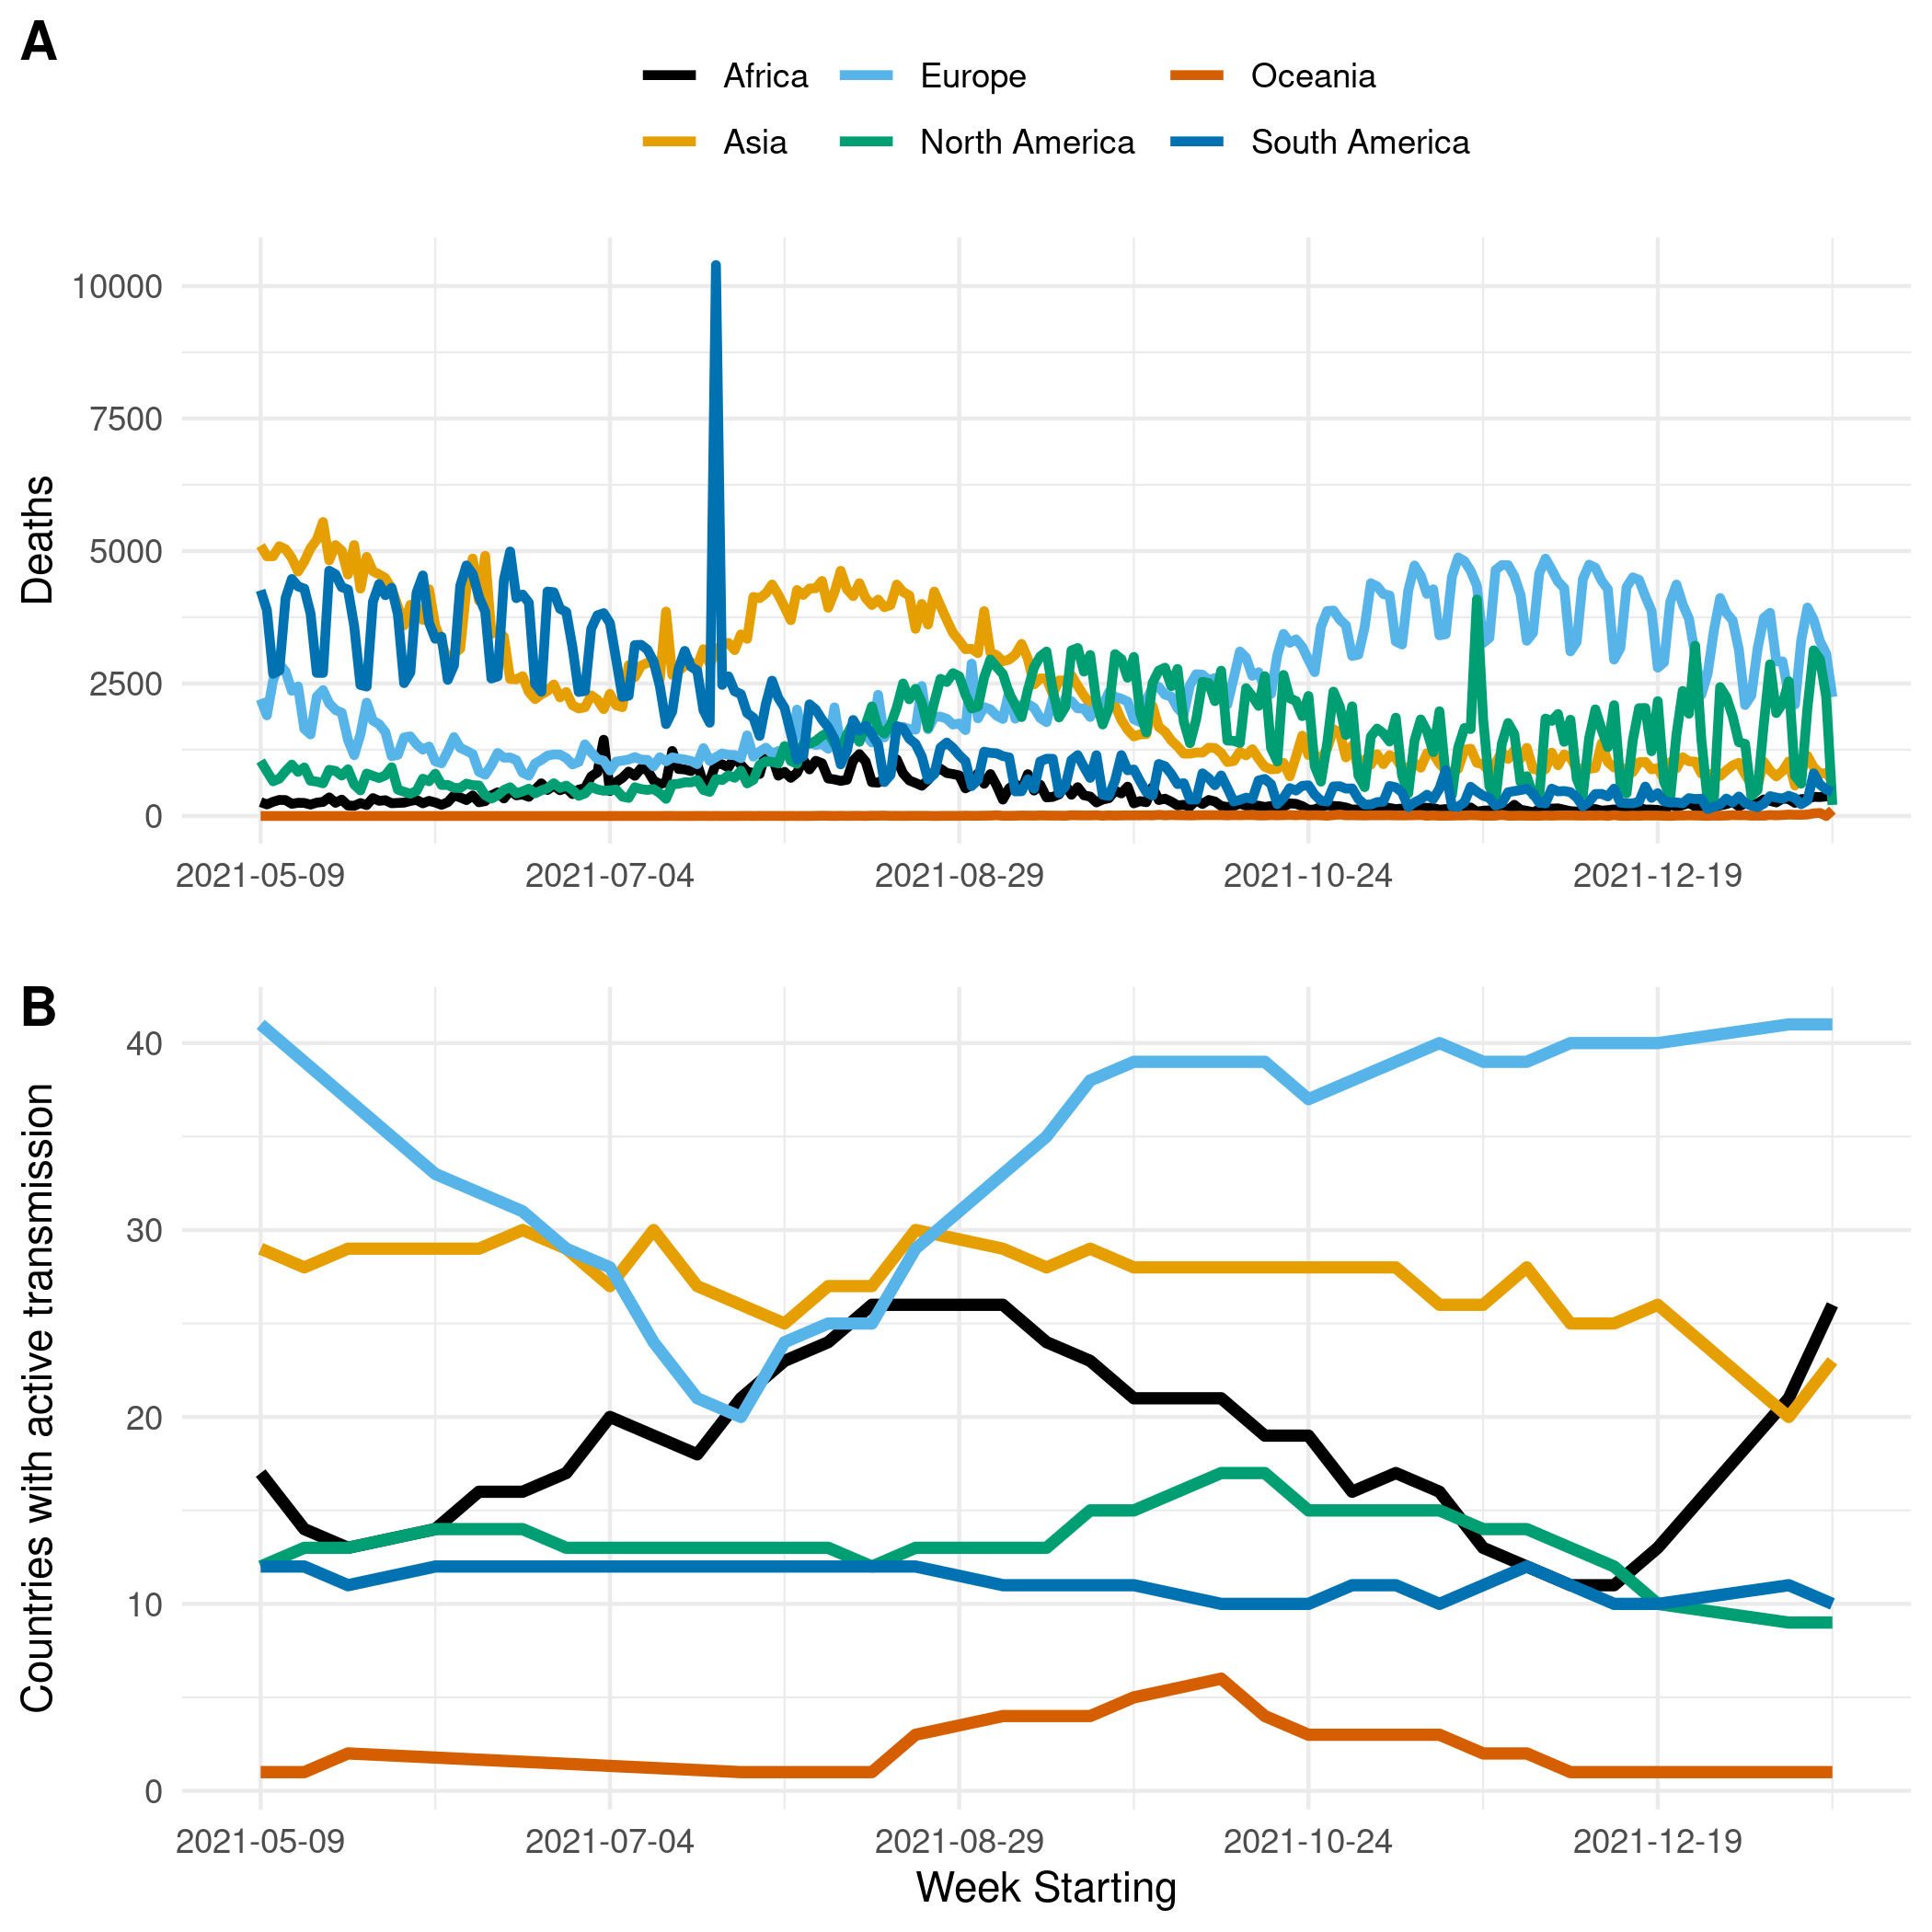 A
Africa Europe Oceania
Asia North America South America
Deaths
10000
7500
5000
2500
0
2021-05-09 2021-07-04 2021-08-29 2021-10-24 2021-12-19
B
Countries with active transmission
40
30
20
10
0
2021-05-09 2021-07-04 2021-08-29 2021-10-24 2021-12-19
Week Starting